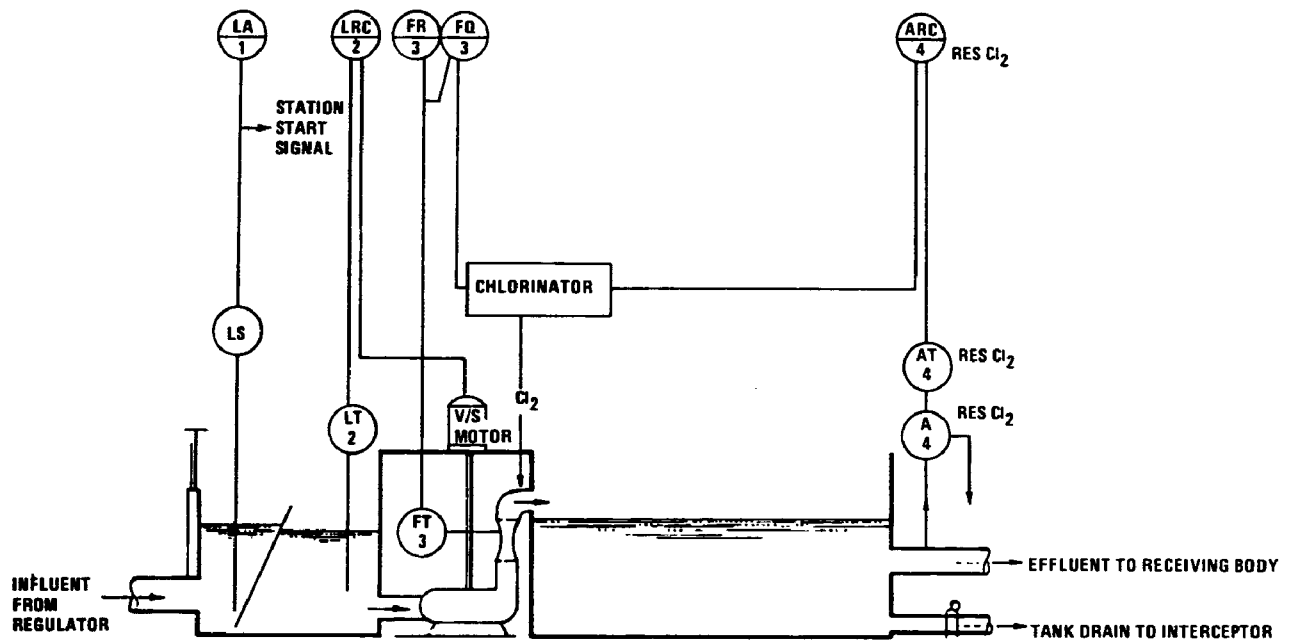 LA
1
LRC
2
FR
3
FQ
3
ARC
4
RES Cl₂
STATION
START
SIGNAL
CHLORINATOR
LS
AT
4
RES Cl₂
Cl₂
LT
2
V/S
MOTOR
A
4
RES Cl₂
FT
3
INFLUENT
FROM
REGULATOR
EFFLUENT TO RECEIVING BODY
TANK DRAIN TO INTERCEPTOR